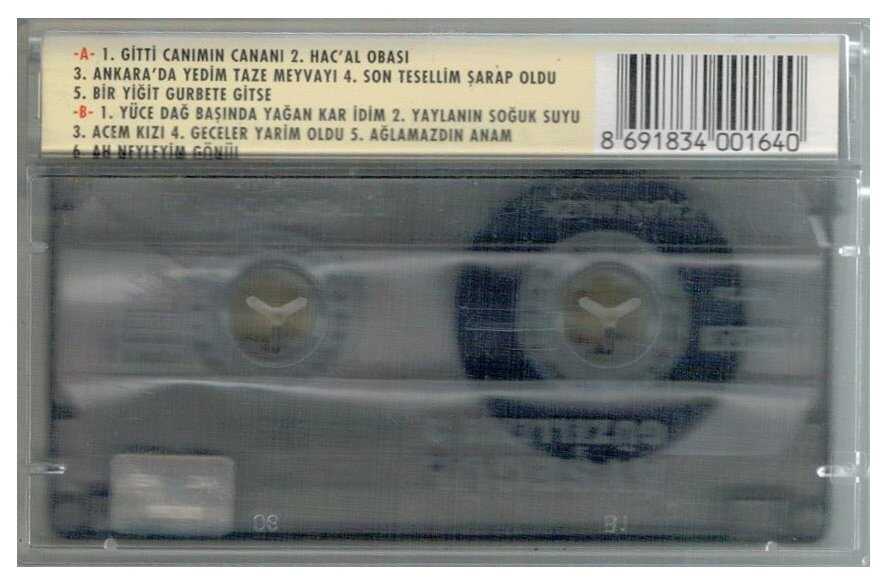 -A- 1. GİTTİ CANIMIN CANANI 2. HAC'AL OBASI
3. ANKARA'DA YEDİM TAZE MEYVAYI 4. SON TESELLİM ŞARAP OLDU
5. BİR YİĞİT GURBETE GİTSE
-B- 1. YÜCE DAĞ BAŞINDA YAĞAN KAR İDİM 2. YAYLANIN SOĞUK SUYU
3. ACEM KIZI 4. GECELER YARİM OLDU 5. AĞLAMAZDIN ANAM
6. AH NEYLEYİM GÖNÜL
8 691834 001640